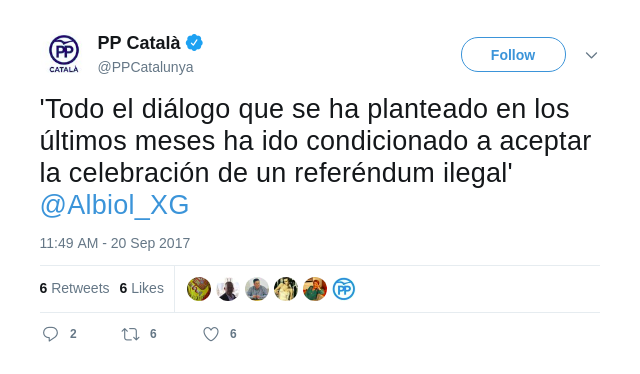 PP Català
@PPCatalunya
PP
CATALÀ
Follow
'Todo el diálogo que se ha planteado en los
últimos meses ha ido condicionado a aceptar
la celebración de un referéndum ilegal'
@Albiol_XG
11:49 AM - 20 Sep 2017
6 Retweets 6 Likes
PP
2 6 6